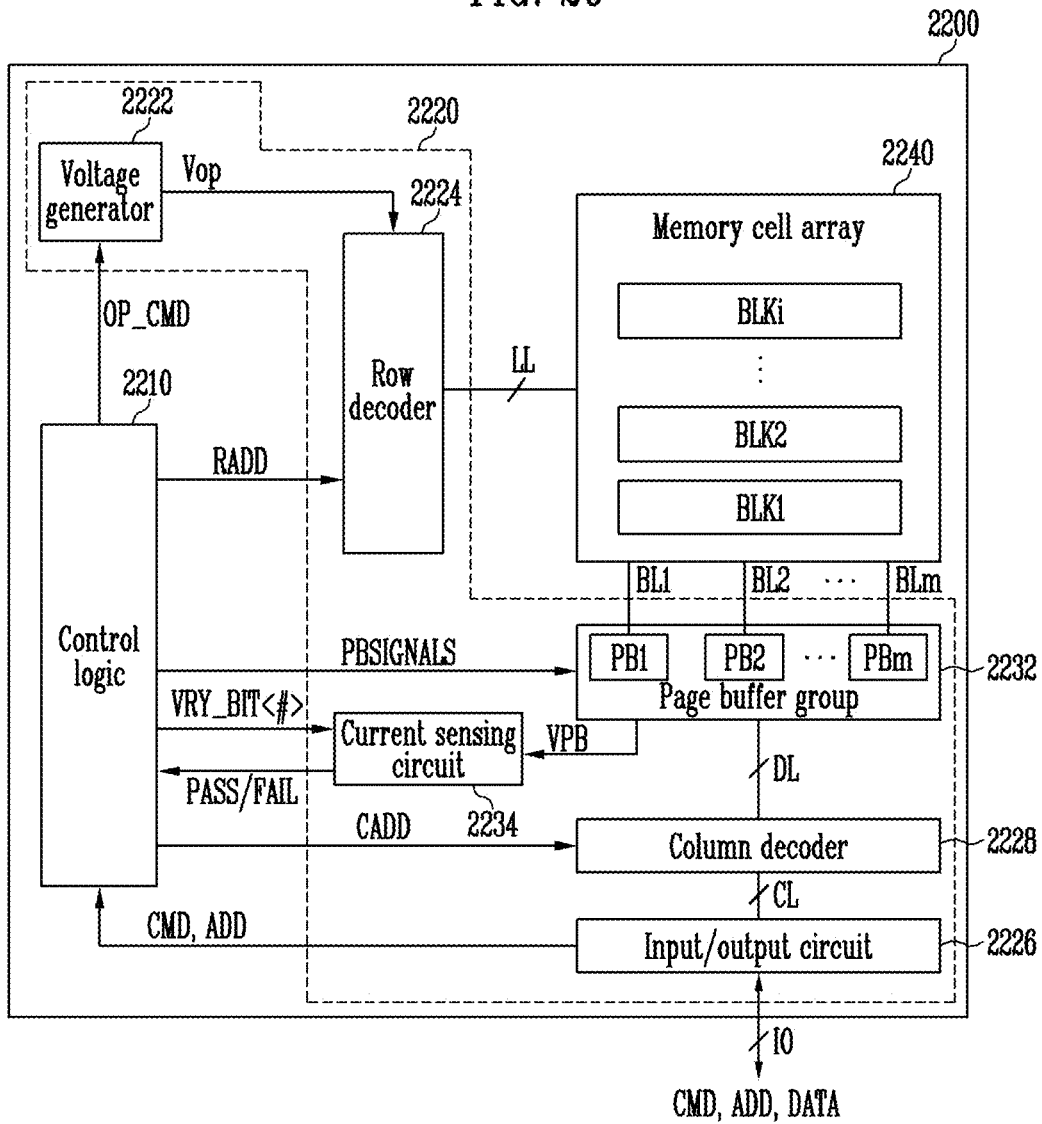 2200
2222
2220
Voltage
generator
Vop
2224
2240
Memory cell array
BLKi
OP_CMD
LL
2210
Row
decoder
BLK2
RADD
BLK1
BL1
BL2
...
BLm
Control
logic
PBSIGNALS
PB1
PB2
...
PBm
2232
Page buffer group
VRY_BIT<#>
Current sensing
circuit
VPB
DL
PASS/FAIL
2234
CADD
Column decoder
2228
CL
CMD, ADD
Input/output circuit
2226
IO
CMD, ADD, DATA